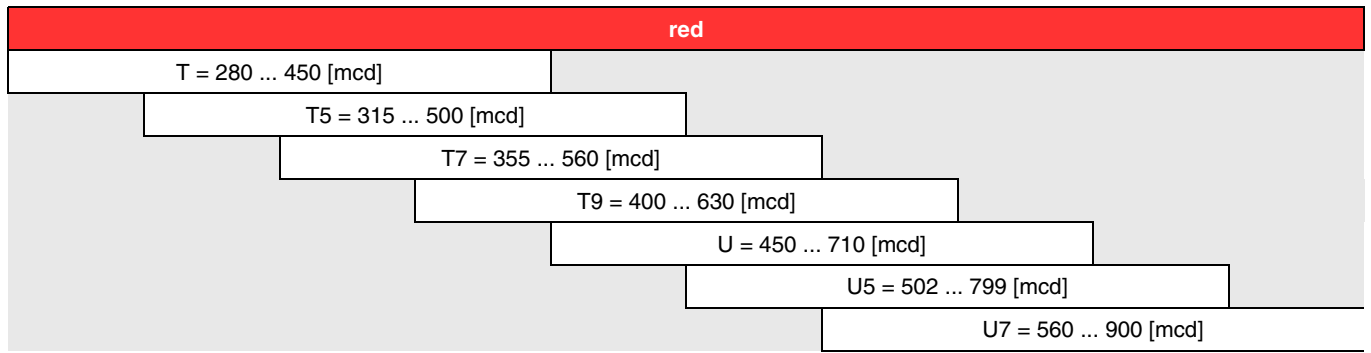 red
T = 280 ... 450 [mcd]
T5 = 315 ... 500 [mcd]
T7 = 355 ... 560 [mcd]
T9 = 400 ... 630 [mcd]
U = 450 ... 710 [mcd]
U5 = 502 ... 799 [mcd]
U7 = 560 ... 900 [mcd]